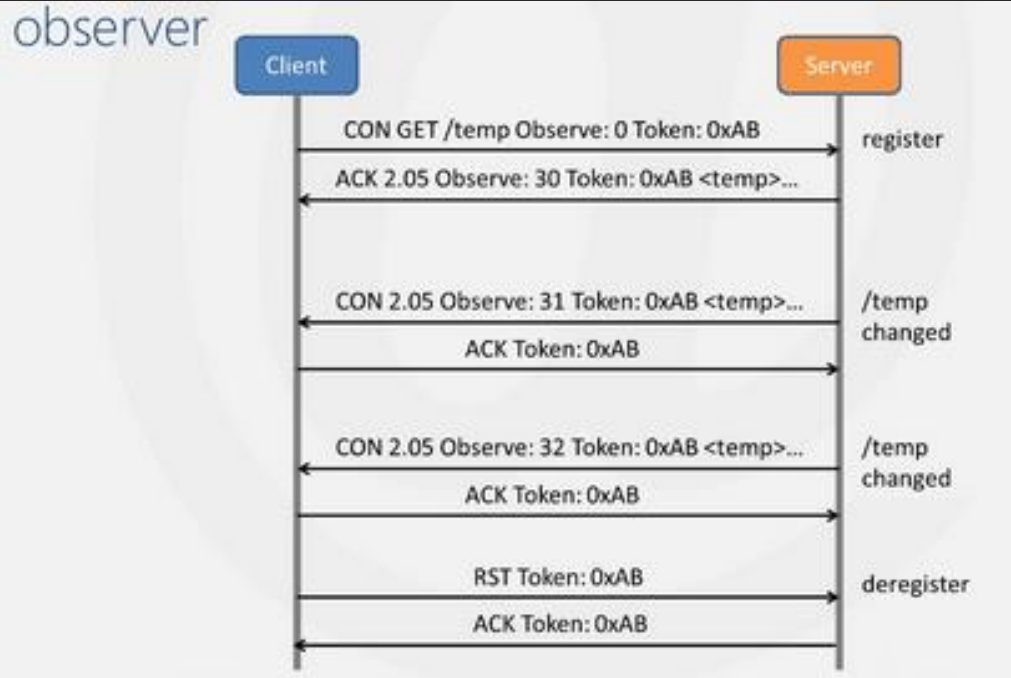 observer
Client
Server
CON GET /temp Observe: 0 Token: 0xAB
register
ACK 2.05 Observe: 30 Token: 0xAB <temp>...
CON 2.05 Observe: 31 Token: 0xAB <temp>...
/temp
changed
ACK Token: 0xAB
CON 2.05 Observe: 32 Token: 0xAB <temp>...
/temp
changed
ACK Token: 0xAB
RST Token: 0xAB
deregister
ACK Token: 0xAB